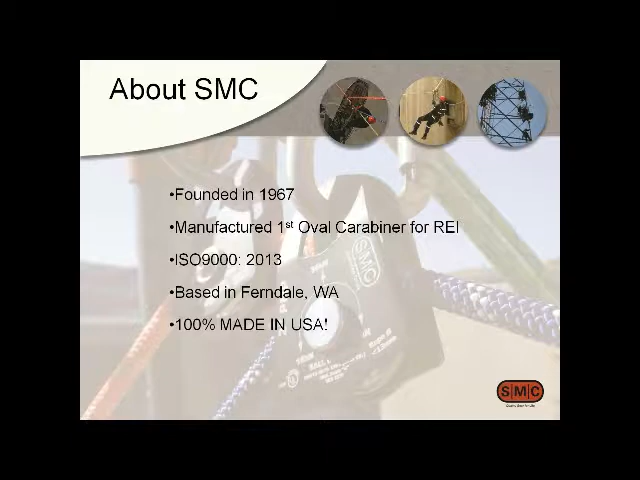 About SMC
•Founded in 1967
•Manufactured 1st Oval Carabiner for REI
•ISO9000: 2013
•Based in Ferndale, WA
•100% MADE IN USA!
SMC
SMC